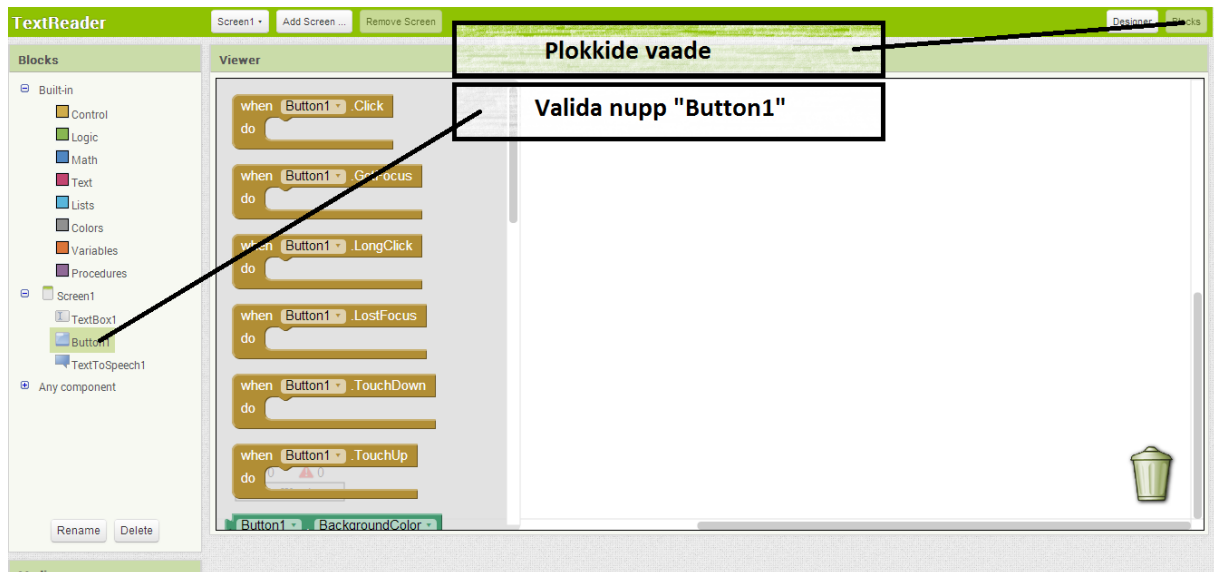 TextReader
Screen1
Add Screen ...
Remove Screen
Designer
Blocks
Plokkide vaade
Valida nupp "Button1"
Blocks
Built-in
Control
Logic
Math
Text
Lists
Colors
Variables
Procedures
Screen1
TextBox1
Button1
TextToSpeech1
Any component
Rename
Delete
Viewer
when Button1 .Click
do
when Button1 .GotFocus
do
when Button1 .LongClick
do
when Button1 .LostFocus
do
when Button1 .TouchDown
do
when Button1 .TouchUp
do
0 0
Button1 . BackgroundColor